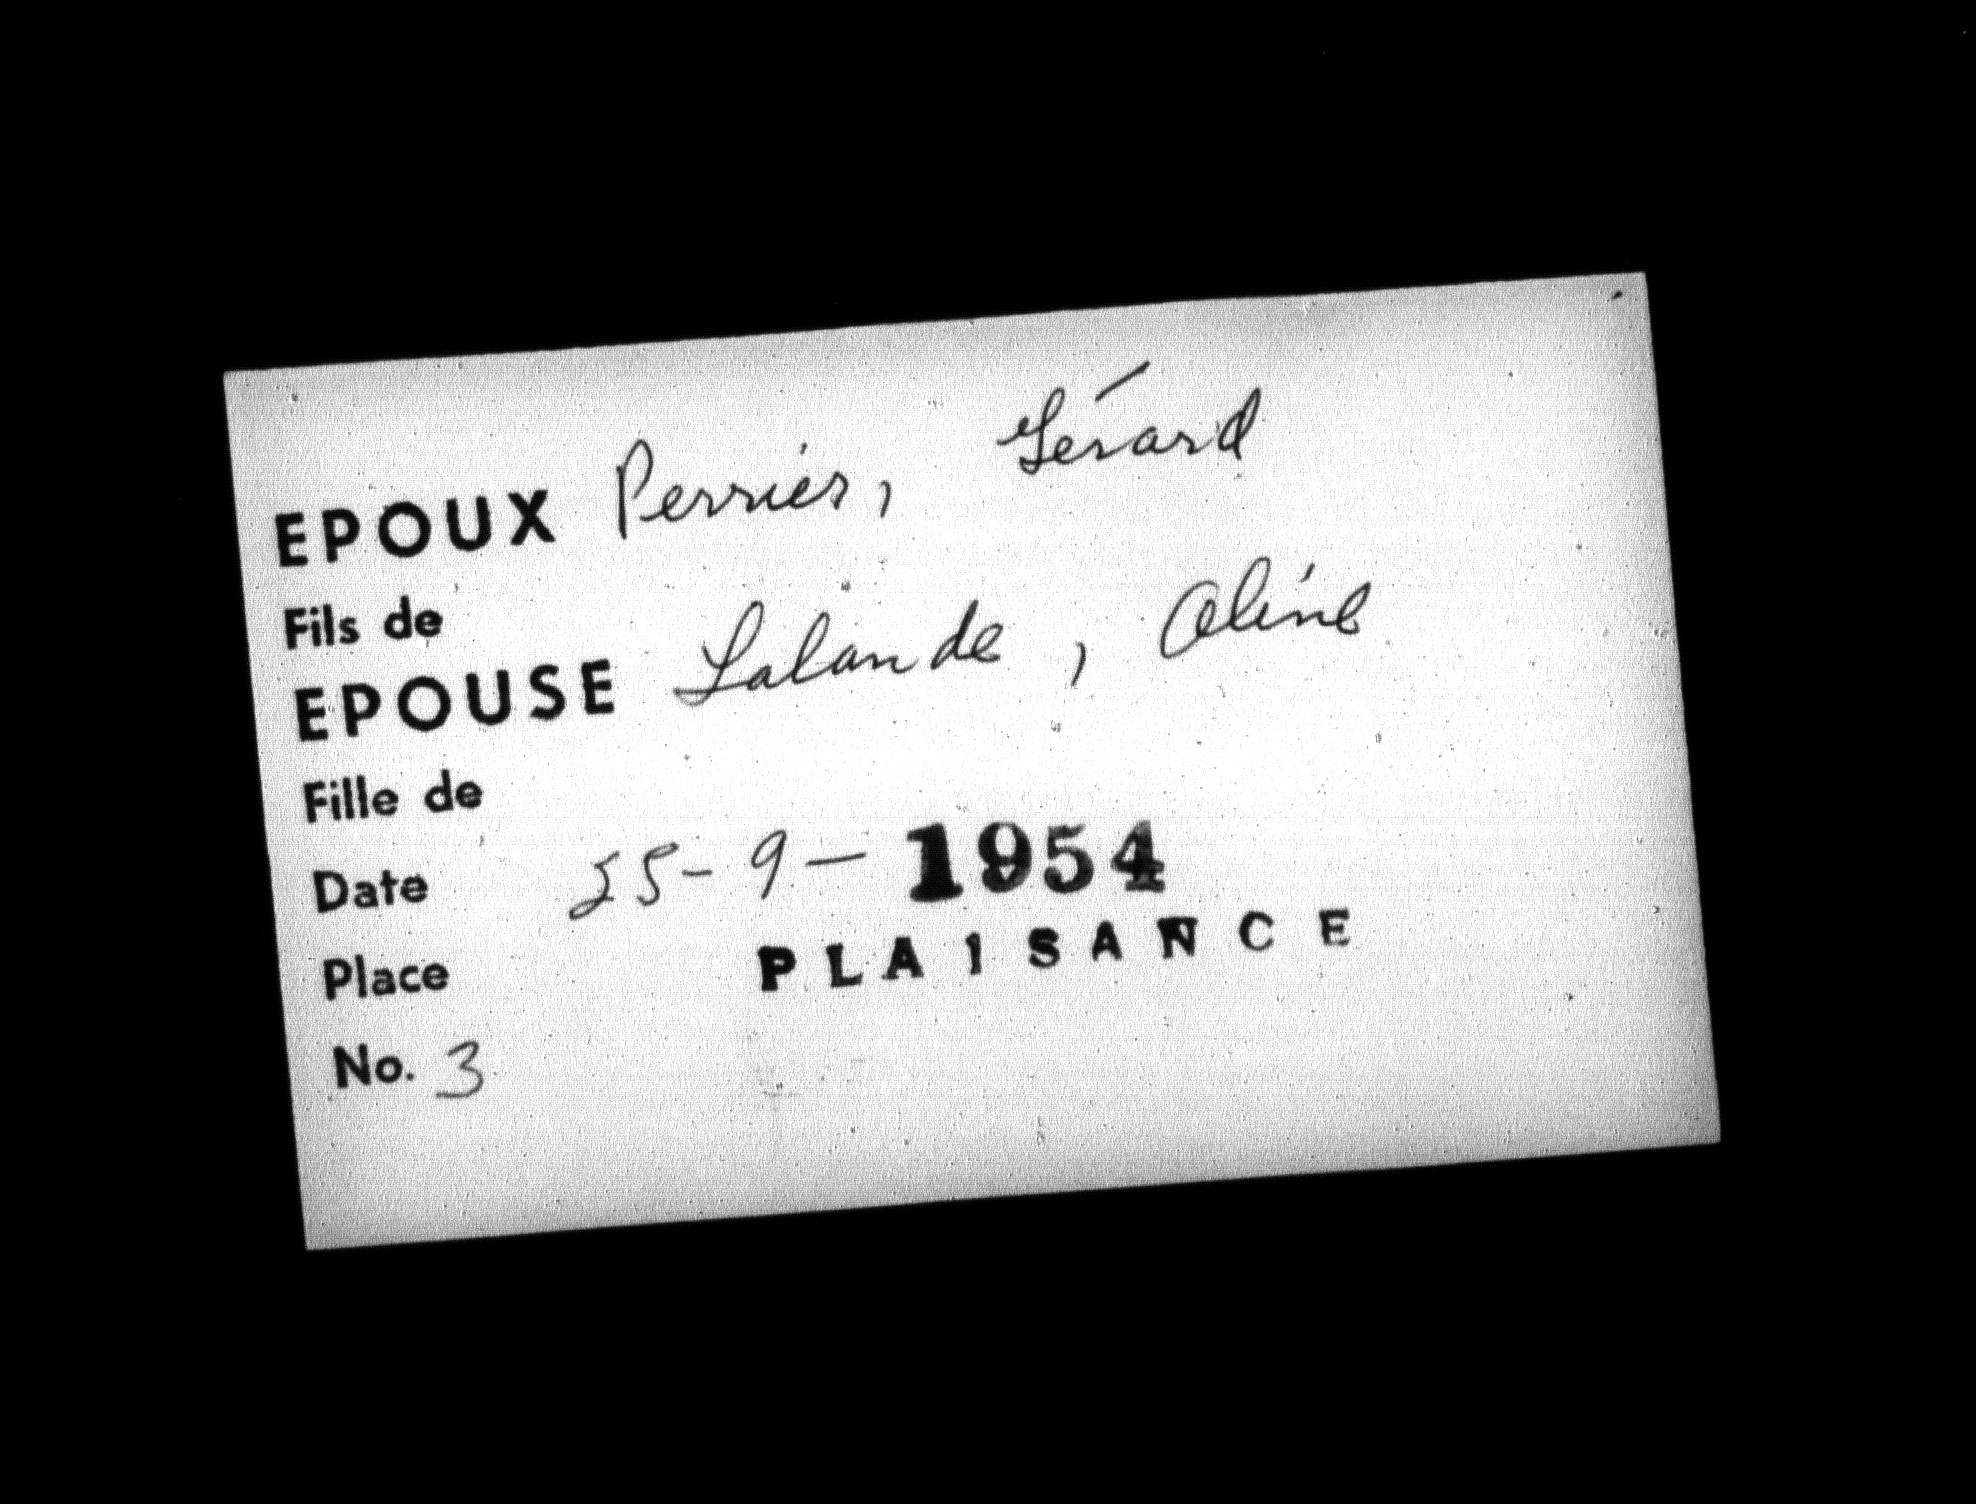 EPOUX Perrier, Gérard
Fils de
EPOUSE Lalande, Aline
Fille de
Date 25-9-1954
Place PLAISANCE
No. 3